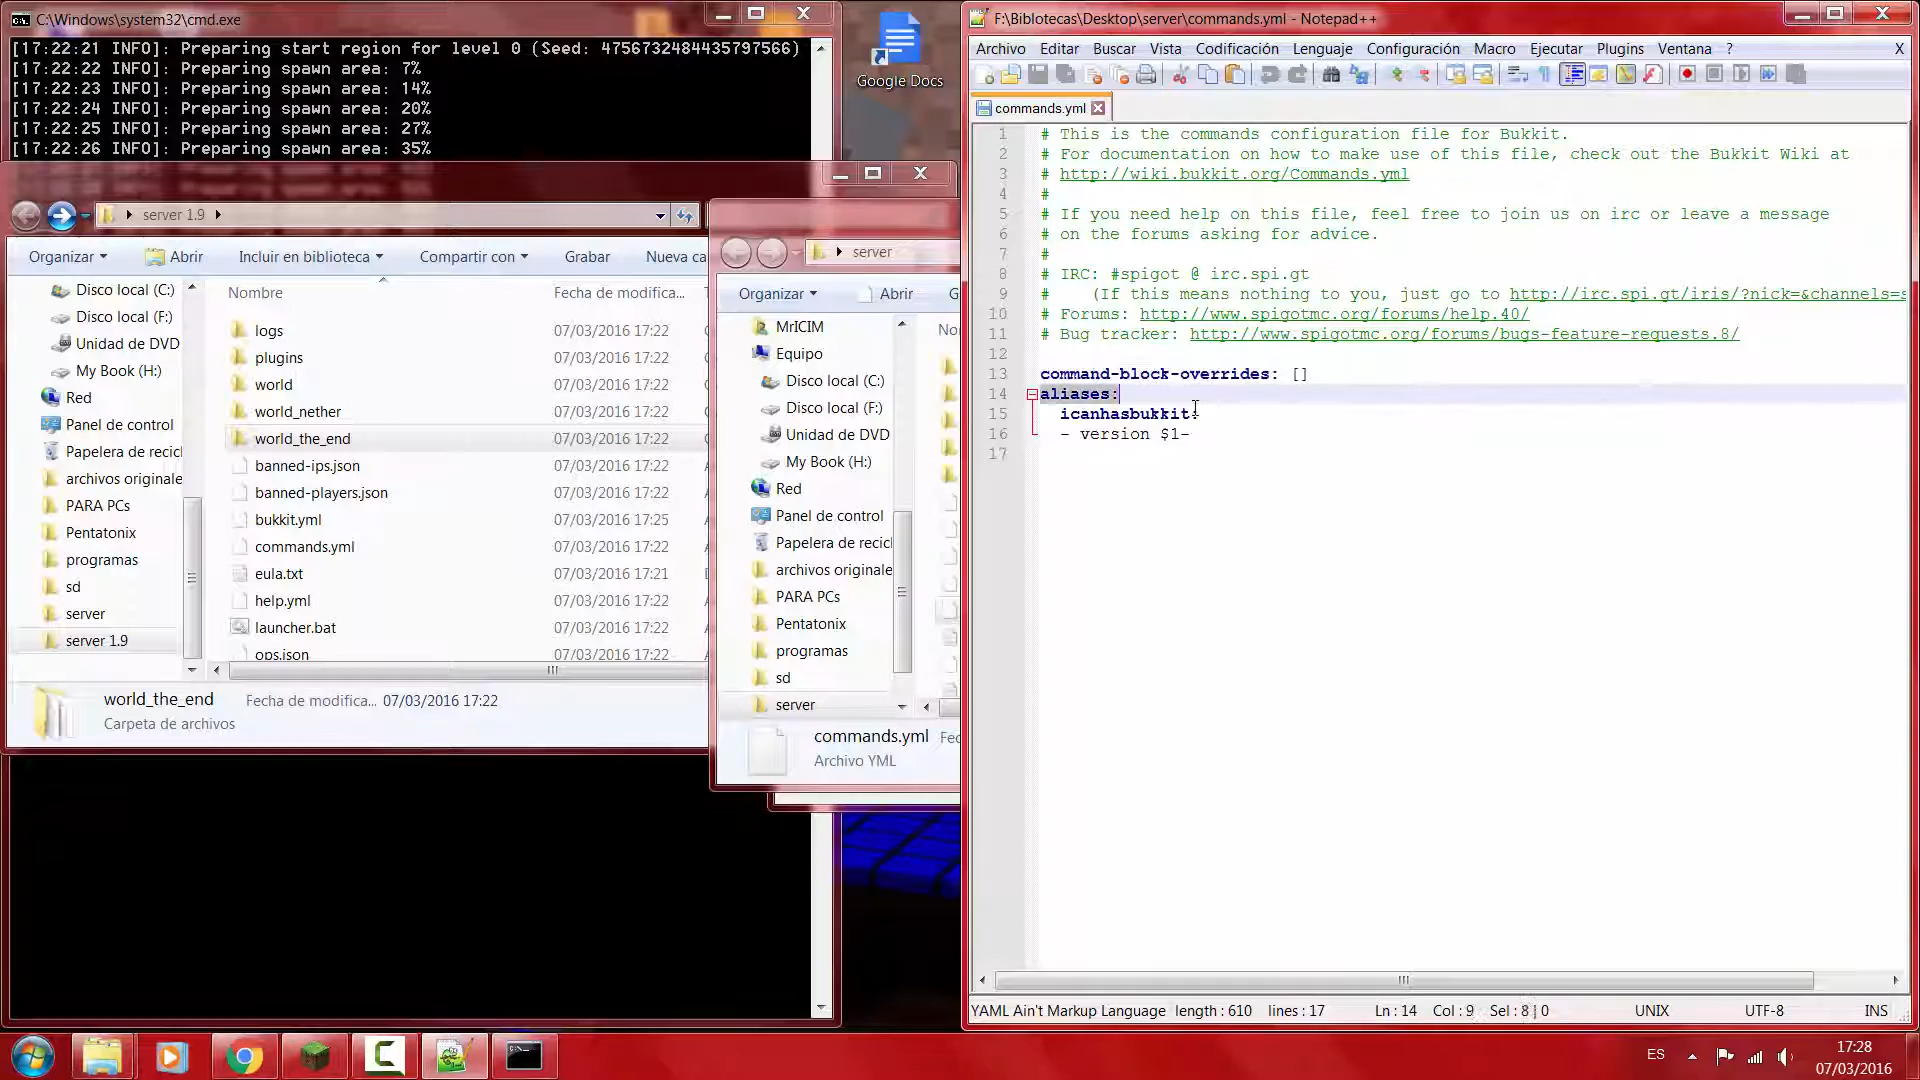 C:\Windows\system32\cmd.exe
[17:22:21 INFO]: Preparing start region for level 0 (Seed: 4756732484435797566)
[17:22:22 INFO]: Preparing spawn area: 7%
[17:22:23 INFO]: Preparing spawn area: 14%
[17:22:24 INFO]: Preparing spawn area: 20%
[17:22:25 INFO]: Preparing spawn area: 27%
[17:22:26 INFO]: Preparing spawn area: 35%
Google Docs
server 1.9
Organizar
Abrir
Incluir en biblioteca
Compartir con
Grabar
Nueva ca
Disco local (C:)
Disco local (F:)
Unidad de DVD
My Book (H:)
Red
Panel de control
Papelera de recicl
archivos originale
PARA PCs
Pentatonix
programas
sd
server
server 1.9
Nombre
Fecha de modifica...
logs 07/03/2016 17:22
plugins 07/03/2016 17:22
world 07/03/2016 17:22
world_nether 07/03/2016 17:22
world_the_end 07/03/2016 17:22
banned-ips.json 07/03/2016 17:22
banned-players.json 07/03/2016 17:22
bukkit.yml 07/03/2016 17:25
commands.yml 07/03/2016 17:22
eula.txt 07/03/2016 17:21
help.yml 07/03/2016 17:22
launcher.bat 07/03/2016 17:22
ops.json 07/03/2016 17:22
world_the_end Fecha de modifica... 07/03/2016 17:22
Carpeta de archivos
server
Organizar
Abrir
G
MrICIM
Equipo
Disco local (C:)
Disco local (F:)
Unidad de DVD
My Book (H:)
Red
Panel de control
Papelera de recicl
archivos originale
PARA PCs
Pentatonix
programas
sd
server
commands.yml
Archivo YML
F:\Biblotecas\Desktop\server\commands.yml - Notepad++
Archivo Editar Buscar Vista Codificación Lenguaje Configuración Macro Ejecutar Plugins Ventana ? X
commands.yml
1 # This is the commands configuration file for Bukkit.
2 # For documentation on how to make use of this file, check out the Bukkit Wiki at
3 # http://wiki.bukkit.org/Commands.yml
4 #
5 # If you need help on this file, feel free to join us on irc or leave a message
6 # on the forums asking for advice.
7 #
8 # IRC: #spigot @ irc.spi.gt
9 # (If this means nothing to you, just go to http://irc.spi.gt/iris/?nick=&channels=s
10 # Forums: http://www.spigotmc.org/forums/help.40/
11 # Bug tracker: http://www.spigotmc.org/forums/bugs-feature-requests.8/
12
13 command-block-overrides: []
14 aliases:
15 icanhasbukkit:
16 - version $1-
17
YAML Ain't Markup Language length : 610 lines : 17 Ln : 14 Col : 9 Sel : 8 | 0 UNIX UTF-8 INS
ES
17:28
07/03/2016